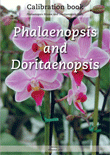 Calibration book
Phalaenopsis
and
Doritaenopsis